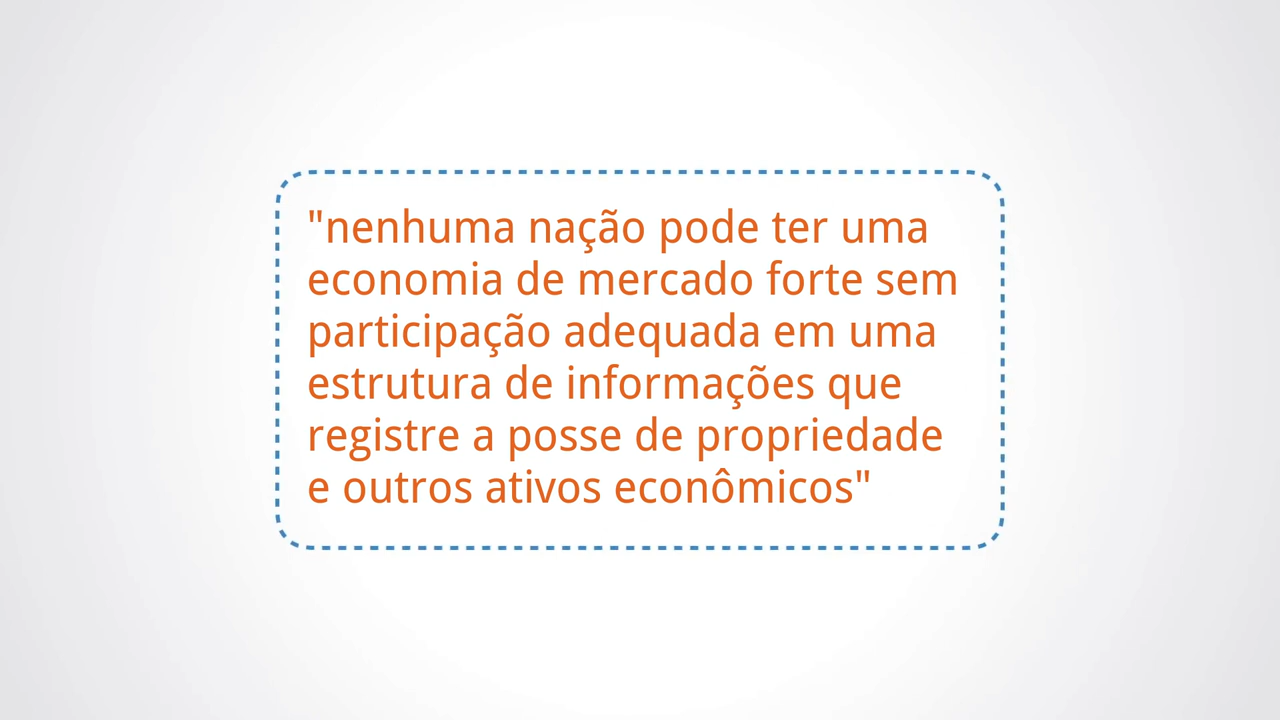 "nenhuma nação pode ter uma
economia de mercado forte sem
participação adequada em uma
estrutura de informações que
registre a posse de propriedade
e outros ativos econômicos"